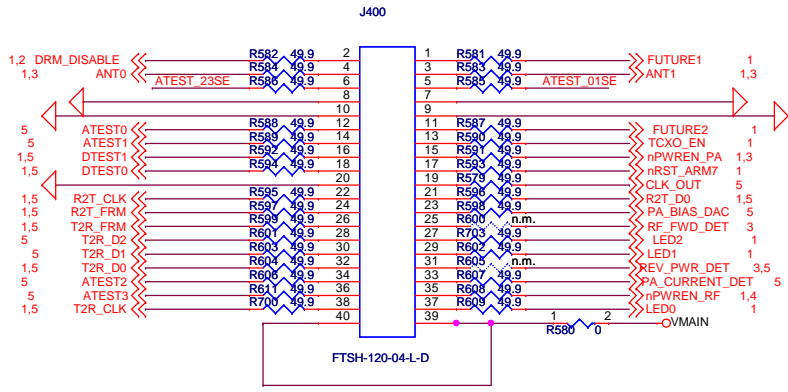 J400
1,2 DRM_DISABLE R582 49.9 2 1 R581 49.9 FUTURE1 1
1,3 ANT0 R584 49.9 4 3 R583 49.9 ANT1 1,3
ATEST_23SE R586 49.9 6 5 R585 49.9 ATEST_01SE
8 7
10 9
5 ATEST0 R588 49.9 12 11 R587 49.9 FUTURE2 1
5 ATEST1 R589 49.9 14 13 R590 49.9 TCXO_EN 1
1,5 DTEST1 R592 49.9 16 15 R591 49.9 nPWREN_PA 1,3
1,5 DTEST0 R594 49.9 18 17 R593 49.9 nRST_ARM7 1
20 19 R579 49.9 CLK_OUT 5
1,5 R2T_CLK R595 49.9 22 21 R596 49.9 R2T_D0 1,5
1,5 R2T_FRM R597 49.9 24 23 R598 49.9 PA_BIAS_DAC 5
1,5 T2R_FRM R599 49.9 26 25 R600 n.m. RF_FWD_DET 3
5 T2R_D2 R601 49.9 28 27 R703 49.9 LED2 1
5 T2R_D1 R603 49.9 30 29 R602 49.9 LED1 1
1,5 T2R_D0 R604 49.9 32 31 R605 n.m. REV_PWR_DET 3,5
5 ATEST2 R606 49.9 34 33 R607 49.9 PA_CURRENT_DET 5
5 ATEST3 R611 49.9 36 35 R608 49.9 nPWREN_RF 1,4
1,5 T2R_CLK R700 49.9 38 37 R609 49.9 LED0 1
40 39 1 R580 0 2 VMAIN
FTSH-120-04-L-D